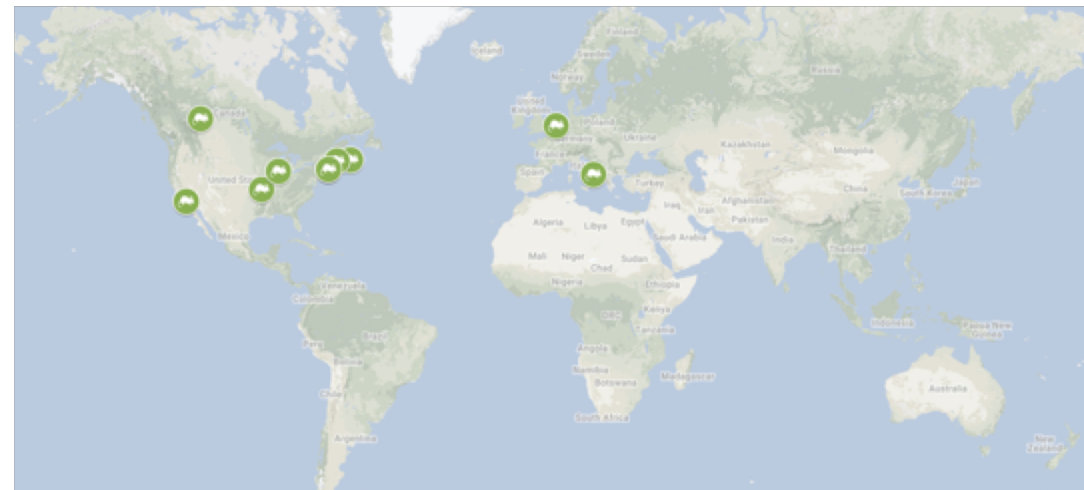 Iceland
Finland
Sweden
Norway
Russia
Canada
United
Kingdom
Poland
Germany
Ukraine
France
Kazakhstan
Mongolia
United Sta
Spain
Turkey
China
South Korea
Japan
Iraq
Iran
Afghanistan
Pakistan
Algeria
Libya
Egypt
Saudi Arabia
Mexico
India
Thailand
Mali
Niger
Chad
Sudan
Nigeria
Ethiopia
Venezuela
Colombia
DRC
Kenya
Tanzania
Indonesia
Papua New
Guinea
Peru
Brazil
Bolivia
Angola
Namibia
Botswana
Madagascar
Chile
Australia
South Africa
Argentina
New
Zealand